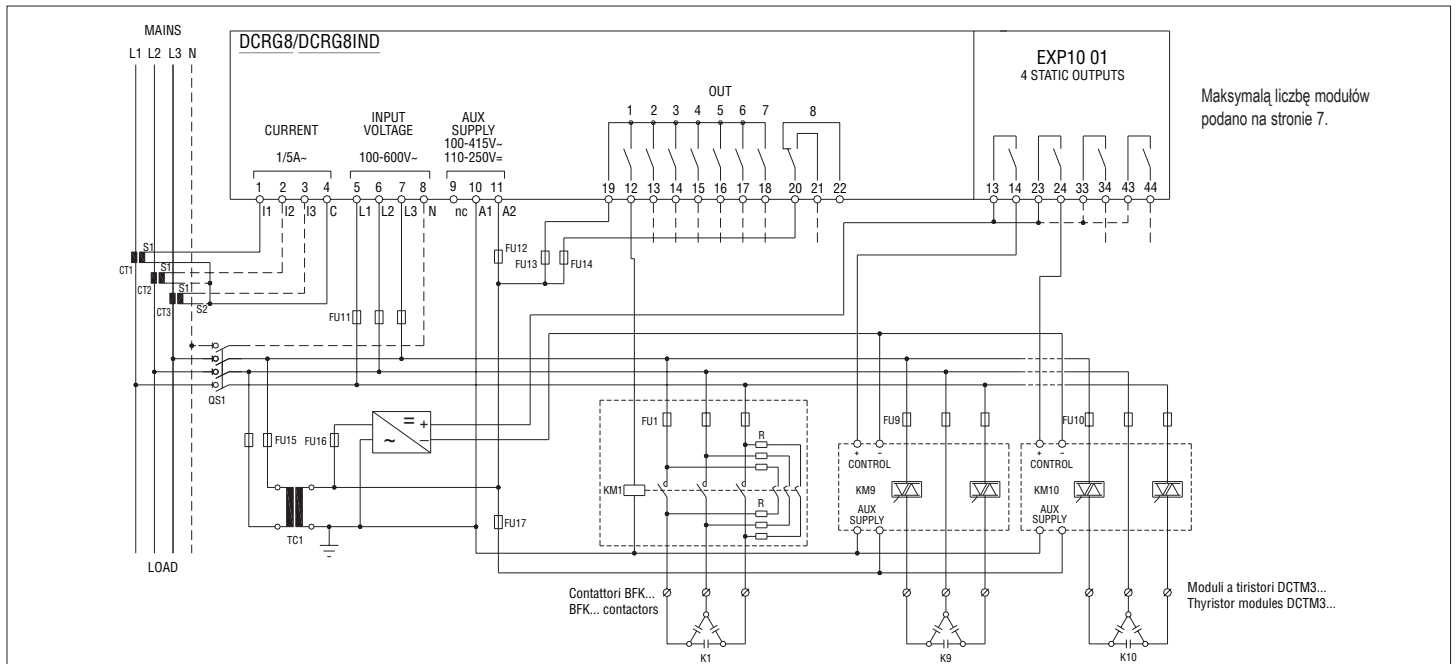 MAINS
L1 L2 L3 N
DCRG8/DCRG8IND
EXP10 01
4 STATIC OUTPUTS
Maksymalą liczbę modułów
podano na stronie 7.
OUT
1 2 3 4 5 6 7 8
CURRENT
1/5A~
INPUT
VOLTAGE
100-600V~
AUX
SUPPLY
100-415V~
110-250V=
1 2 3 4 5 6 7 8 9 10 11 19 12 13 14 15 16 17 18 20 21 22 13 14 23 24 33 34 43 44
I1 I2 I3 C L1 L2 L3 N nc A1 A2
S1
CT1
S1
CT2
S1
CT3
S2
FU12
FU13
FU14
FU11
QS1
FU15
FU16
= +
~ –
FU1
R
FU9
FU10
+ –
CONTROL
+ –
CONTROL
KM1
R
KM9
KM10
AUX
SUPPLY
AUX
SUPPLY
FU17
TC1
LOAD
Contattori BFK...
BFK... contactors
Moduli a tiristori DCTM3...
Thyristor modules DCTM3...
K1
K9
K10